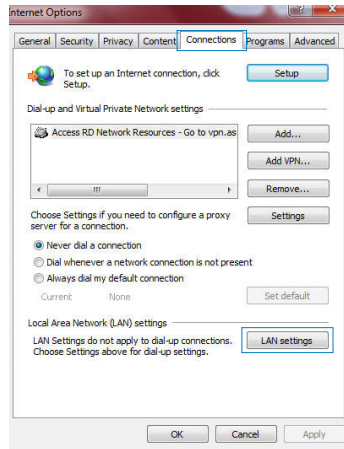 Internet Options
General Security Privacy Content Connections Programs Advanced
To set up an Internet connection, click
Setup.
Setup
Dial-up and Virtual Private Network settings
Access RD Network Resources - Go to vpn.as
Add...
Add VPN...
Remove...
Choose Settings if you need to configure a proxy
server for a connection.
Settings
Never dial a connection
Dial whenever a network connection is not present
Always dial my default connection
Current None
Set default
Local Area Network (LAN) settings
LAN Settings do not apply to dial-up connections.
Choose Settings above for dial-up settings.
LAN settings
OK Cancel Apply